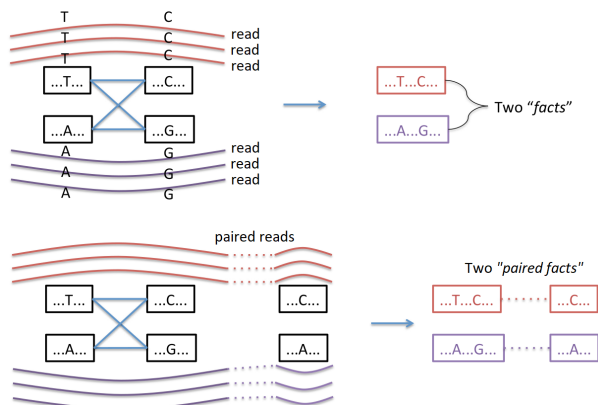 T C
T C read
T C read
read
...T... ...C... ...T...C...
Two "facts"
...A... ...G... ...A...G...
A G read
A G read
A G read
paired reads
Two "paired facts"
...T... ...C... ...C... ...T...C... ...C...
...A... ...G... ...A... ...A...G... ...A...